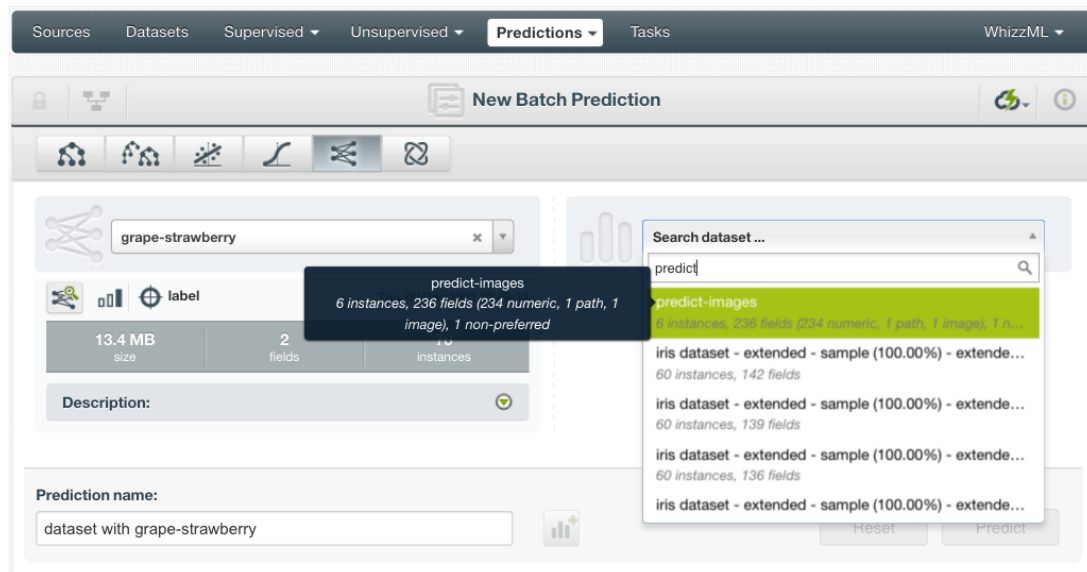 Sources Datasets Supervised Unsupervised Predictions Tasks WhizzML
New Batch Prediction
grape-strawberry
Search dataset ...
predict
predict-images
6 instances, 236 fields (234 numeric, 1 path, 1
image), 1 non-preferred
predict-images
6 instances, 236 fields (234 numeric, 1 path, 1 image), 1 n...
label
13.4 MB
size
2
fields
instances
iris dataset - extended - sample (100.00%) - extende...
60 instances, 142 fields
Description:
iris dataset - extended - sample (100.00%) - extende...
60 instances, 139 fields
iris dataset - extended - sample (100.00%) - extende...
60 instances, 136 fields
iris dataset - extended - sample (100.00%) - extende...
Prediction name:
dataset with grape-strawberry
Reset
Predict